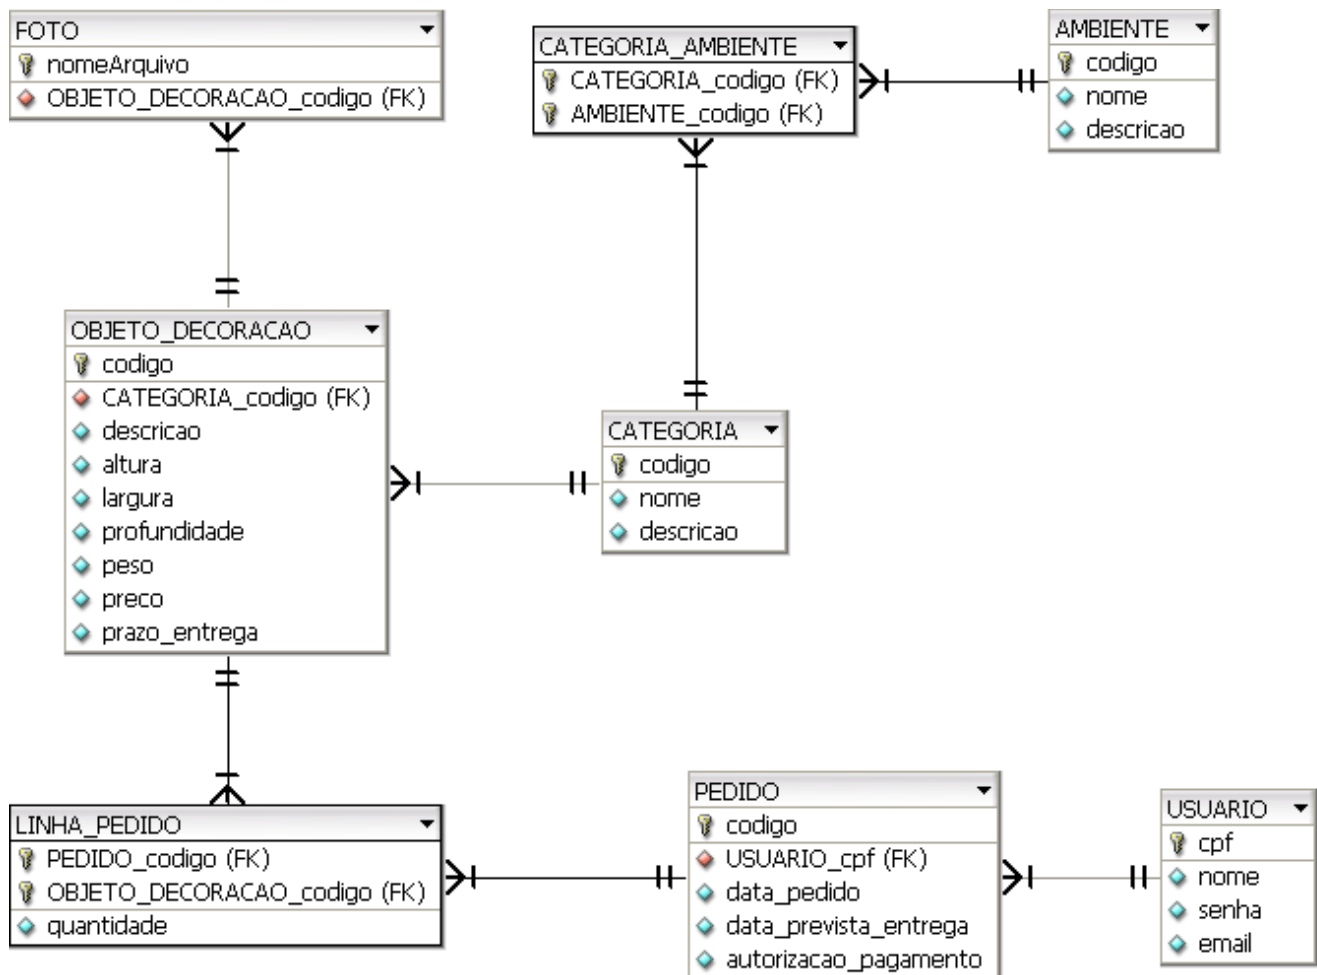 FOTO
nomeArquivo
OBJETO_DECORACAO_codigo (FK)
CATEGORIA_AMBIENTE
CATEGORIA_codigo (FK)
AMBIENTE_codigo (FK)
AMBIENTE
codigo
nome
descricao
OBJETO_DECORACAO
codigo
CATEGORIA_codigo (FK)
descricao
altura
largura
profundidade
peso
preco
prazo_entrega
CATEGORIA
codigo
nome
descricao
LINHA_PEDIDO
PEDIDO_codigo (FK)
OBJETO_DECORACAO_codigo (FK)
quantidade
PEDIDO
codigo
USUARIO_cpf (FK)
data_pedido
data_prevista_entrega
autorizacao_pagamento
USUARIO
cpf
nome
senha
email